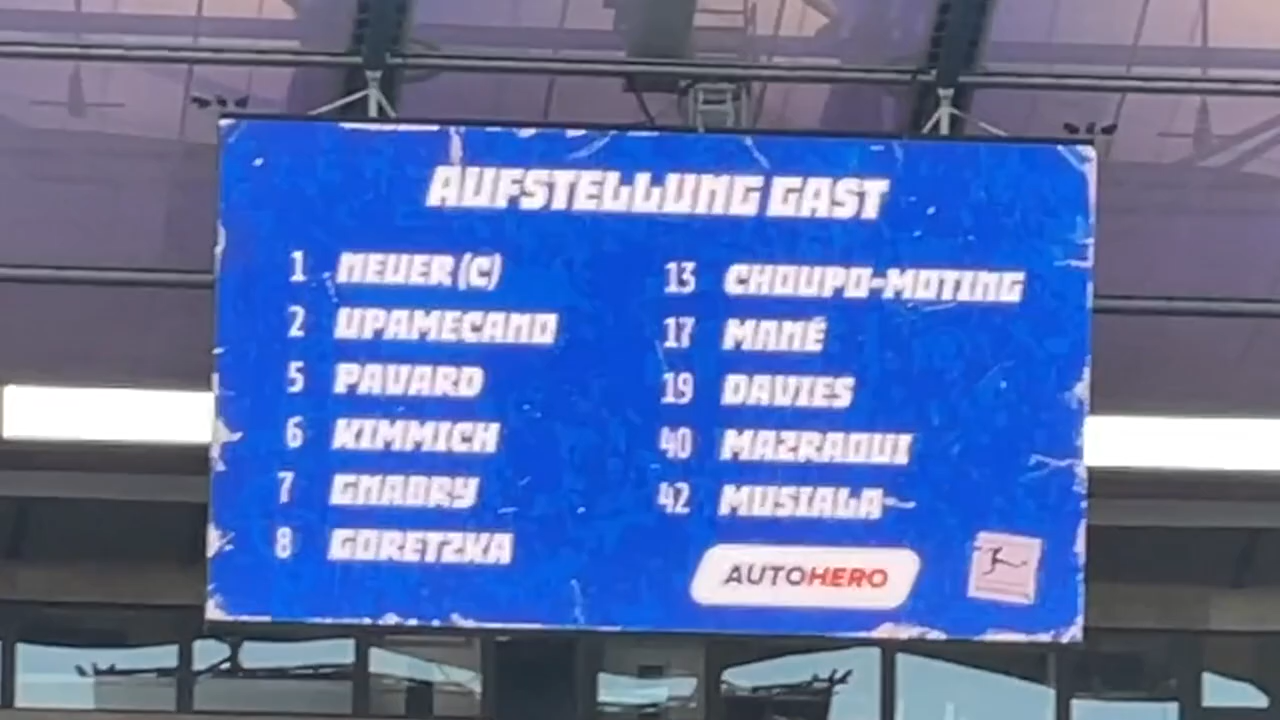 AUFSTELLUNG GAST
1 NEUER (C)
2 UPAMECANO
5 PAVARD
6 KIMMICH
7 GNABRY
8 GORETZKA
13 CHOUPO-MOTING
17 MANÉ
19 DAVIES
40 MAZRAOUI
42 MUSIALA
AUTOHERO